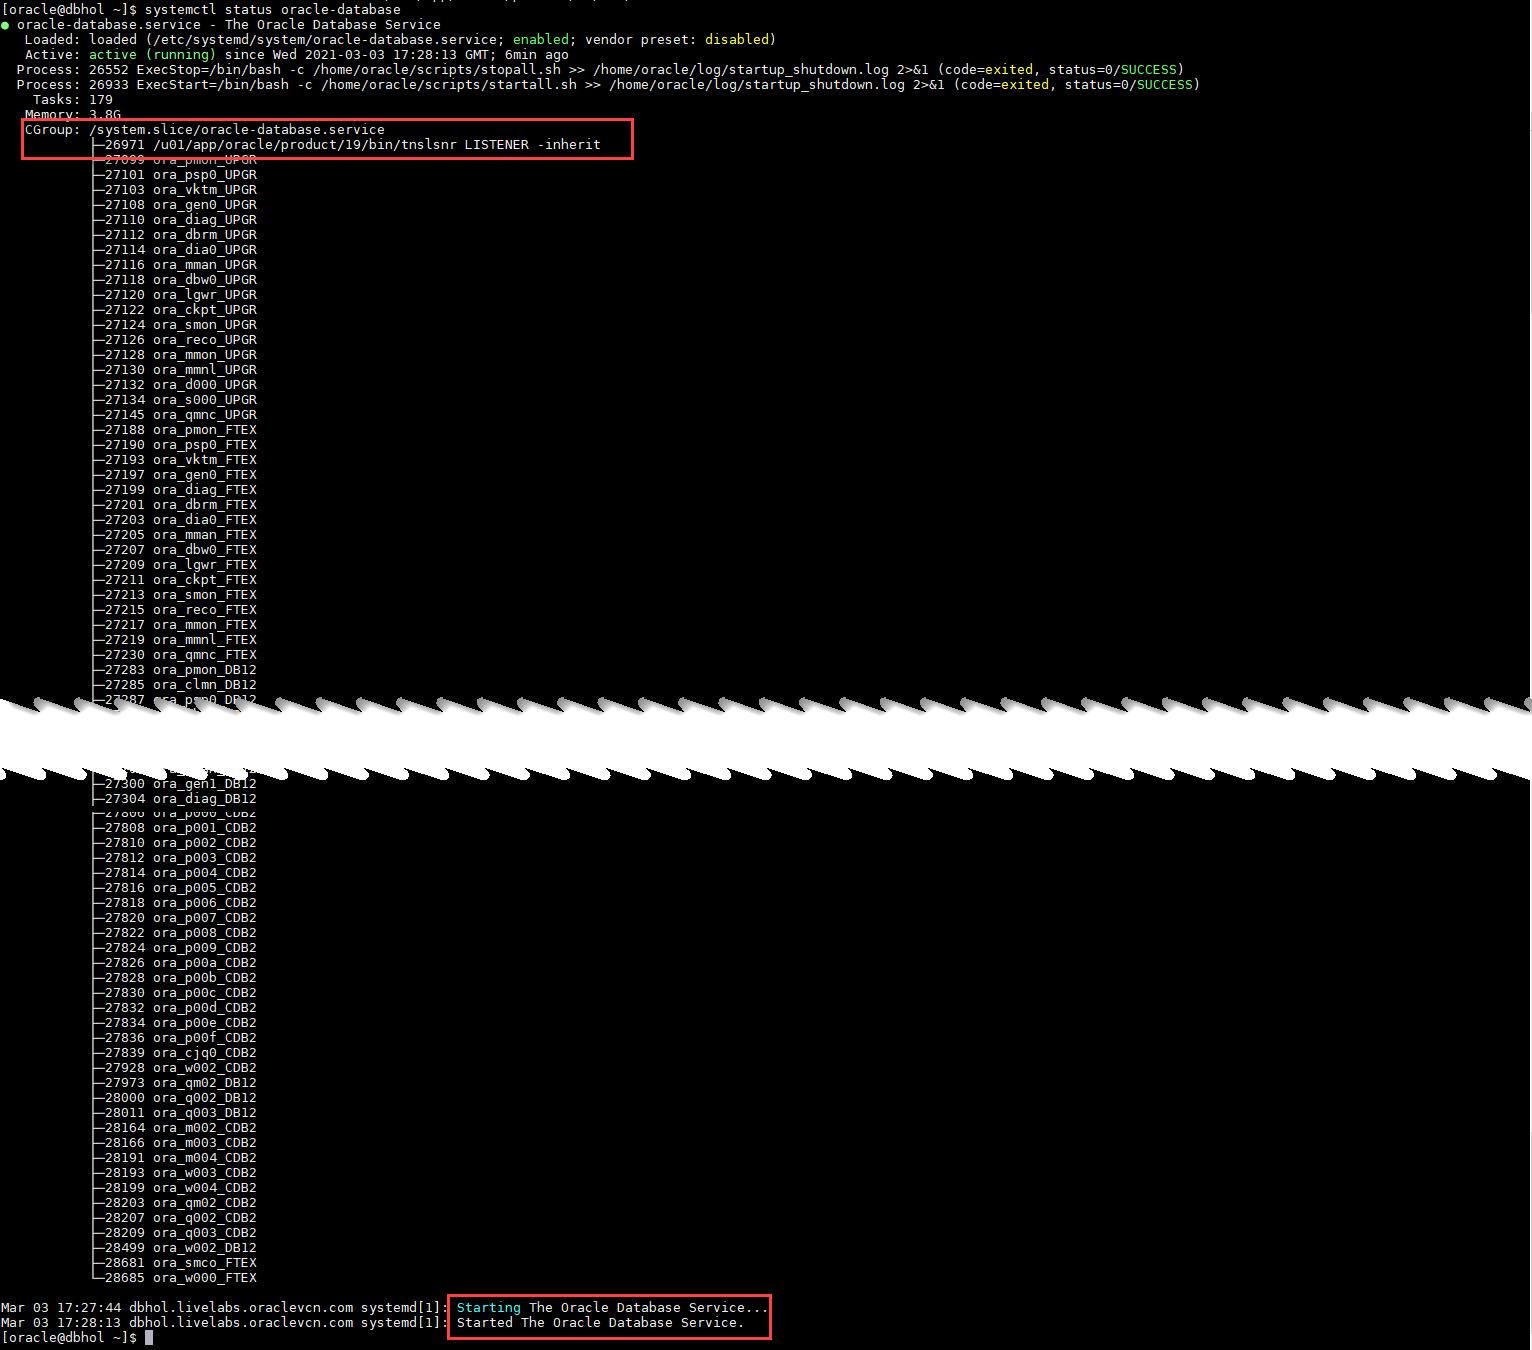 [oracle@dbhol ~]$ systemctl status oracle-database
● oracle-database.service - The Oracle Database Service
Loaded: loaded (/etc/systemd/system/oracle-database.service; enabled; vendor preset: disabled)
Active: active (running) since Wed 2021-03-03 17:28:13 GMT; 6min ago
Process: 26552 ExecStop=/bin/bash -c /home/oracle/scripts/stopall.sh >> /home/oracle/log/startup_shutdown.log 2>&1 (code=exited, status=0/SUCCESS)
Process: 26933 ExecStart=/bin/bash -c /home/oracle/scripts/startall.sh >> /home/oracle/log/startup_shutdown.log 2>&1 (code=exited, status=0/SUCCESS)
Tasks: 179
Memory: 3.8G
CGroup: /system.slice/oracle-database.service
├─26971 /u01/app/oracle/product/19/bin/tnslsnr LISTENER -inherit
├─27099 ora_pmon_UPGR
├─27101 ora_psp0_UPGR
├─27103 ora_vktm_UPGR
├─27108 ora_gen0_UPGR
├─27110 ora_diag_UPGR
├─27112 ora_dbrm_UPGR
├─27114 ora_dia0_UPGR
├─27116 ora_mman_UPGR
├─27118 ora_dbw0_UPGR
├─27120 ora_lgwr_UPGR
├─27122 ora_ckpt_UPGR
├─27124 ora_smon_UPGR
├─27126 ora_reco_UPGR
├─27128 ora_mmon_UPGR
├─27130 ora_mmnl_UPGR
├─27132 ora_d000_UPGR
├─27134 ora_s000_UPGR
├─27145 ora_qmnc_UPGR
├─27188 ora_pmon_FTEX
├─27190 ora_psp0_FTEX
├─27193 ora_vktm_FTEX
├─27197 ora_gen0_FTEX
├─27199 ora_diag_FTEX
├─27201 ora_dbrm_FTEX
├─27203 ora_dia0_FTEX
├─27205 ora_mman_FTEX
├─27207 ora_dbw0_FTEX
├─27209 ora_lgwr_FTEX
├─27211 ora_ckpt_FTEX
├─27213 ora_smon_FTEX
├─27215 ora_reco_FTEX
├─27217 ora_mmon_FTEX
├─27219 ora_mmnl_FTEX
├─27230 ora_qmnc_FTEX
├─27283 ora_pmon_DB12
├─27285 ora_clmn_DB12
├─27287 ora_psp0_DB12
├─27300 ora_gen1_DB12
├─27304 ora_diag_DB12
├─27806 ora_p000_CDB2
├─27808 ora_p001_CDB2
├─27810 ora_p002_CDB2
├─27812 ora_p003_CDB2
├─27814 ora_p004_CDB2
├─27816 ora_p005_CDB2
├─27818 ora_p006_CDB2
├─27820 ora_p007_CDB2
├─27822 ora_p008_CDB2
├─27824 ora_p009_CDB2
├─27826 ora_p00a_CDB2
├─27828 ora_p00b_CDB2
├─27830 ora_p00c_CDB2
├─27832 ora_p00d_CDB2
├─27834 ora_p00e_CDB2
├─27836 ora_p00f_CDB2
├─27839 ora_cjq0_CDB2
├─27928 ora_w002_CDB2
├─27973 ora_qm02_DB12
├─28000 ora_q002_DB12
├─28011 ora_q003_DB12
├─28164 ora_m002_CDB2
├─28166 ora_m003_CDB2
├─28191 ora_m004_CDB2
├─28193 ora_w003_CDB2
├─28199 ora_w004_CDB2
├─28203 ora_qm02_CDB2
├─28207 ora_q002_CDB2
├─28209 ora_q003_CDB2
├─28499 ora_w002_DB12
├─28681 ora_smco_FTEX
└─28685 ora_w000_FTEX
Mar 03 17:27:44 dbhol.livelabs.oraclevcn.com systemd[1]: Starting The Oracle Database Service...
Mar 03 17:28:13 dbhol.livelabs.oraclevcn.com systemd[1]: Started The Oracle Database Service.
[oracle@dbhol ~]$